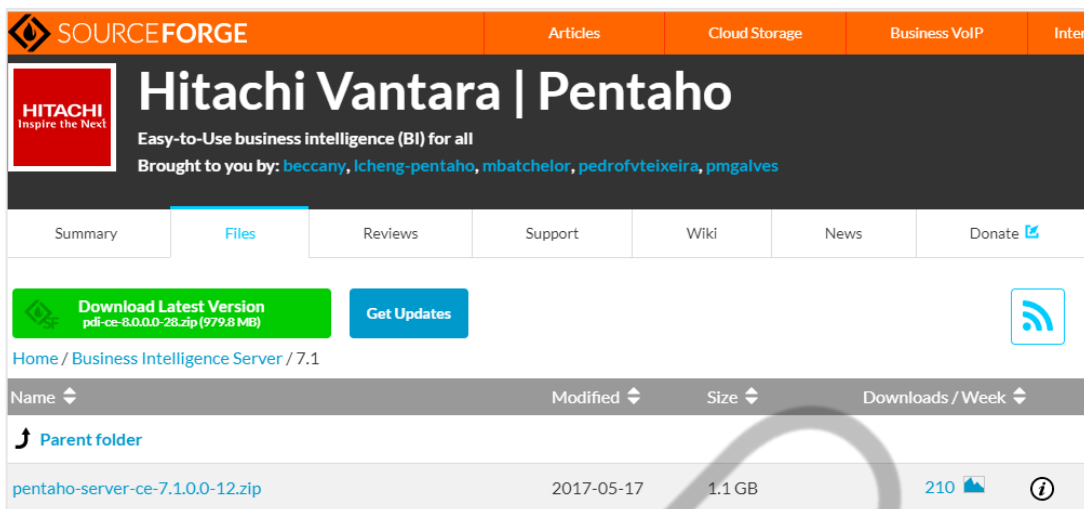 SOURCEFORGE Articles Cloud Storage Business VoIP Inter
HITACHI
Inspire the Next
Hitachi Vantara | Pentaho
Easy-to-Use business intelligence (BI) for all
Brought to you by: beccany, lcheng-pentaho, mbatchelor, pedrofvteixeira, pmgalves
Summary Files Reviews Support Wiki News Donate
Download Latest Version
pdi-ce-8.0.0.0-28.zip (979.8 MB)
SF
Get Updates
Home / Business Intelligence Server / 7.1
Name Modified Size Downloads / Week
Parent folder
pentaho-server-ce-7.1.0.0-12.zip 2017-05-17 1.1 GB 210 i